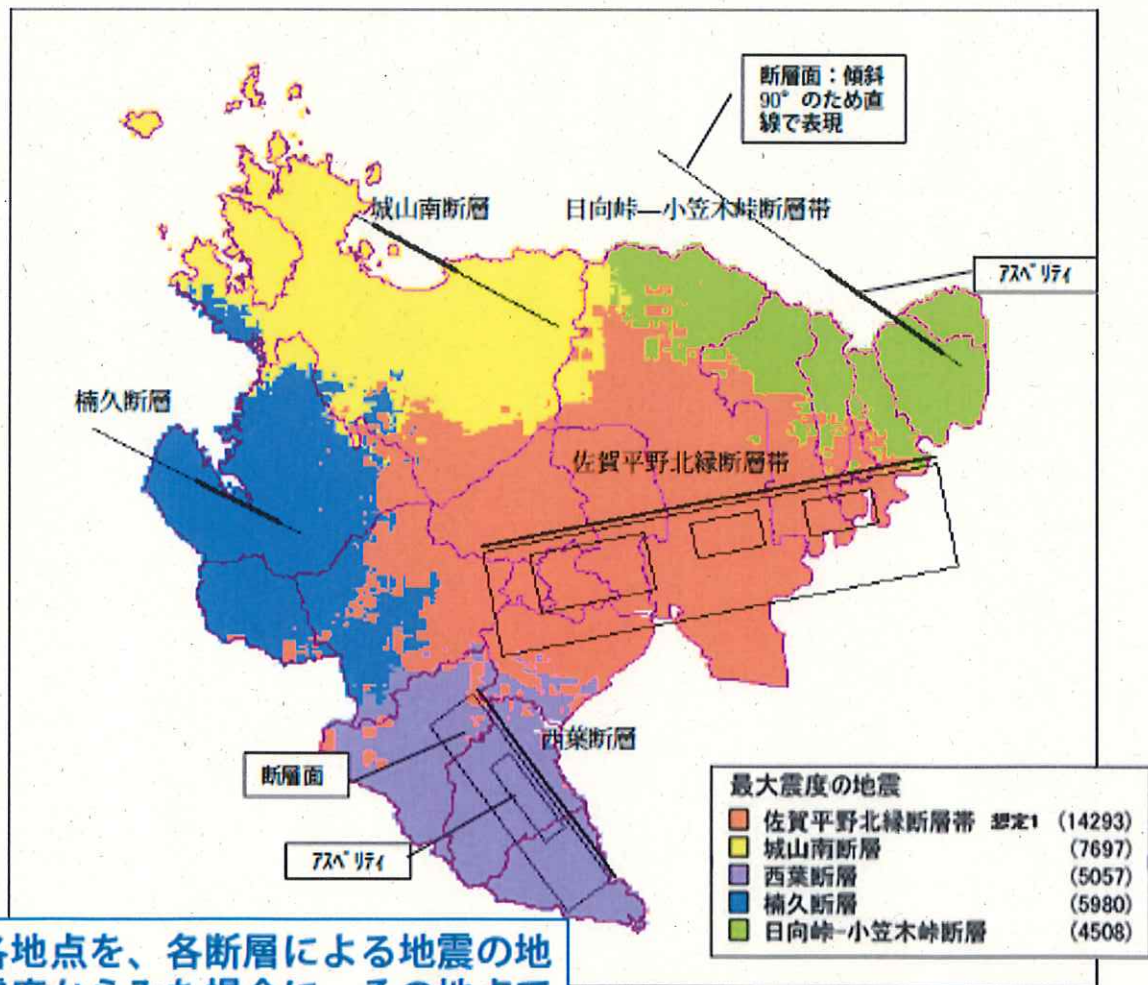 断層面：傾斜
90°のため直
線で表現
城山南断層
日向峠―小笠木峠断層帯
アスペリティ
楠久断層
佐賀平野北縁断層帯
西葉断層
断層面
アスペリティ
最大震度の地震
佐賀平野北縁断層帯 想定1 (14293)
城山南断層 (7697)
西葉断層 (5057)
楠久断層 (5980)
日向峠-小笠木峠断層 (4508)
各地点を、各断層による地震の地